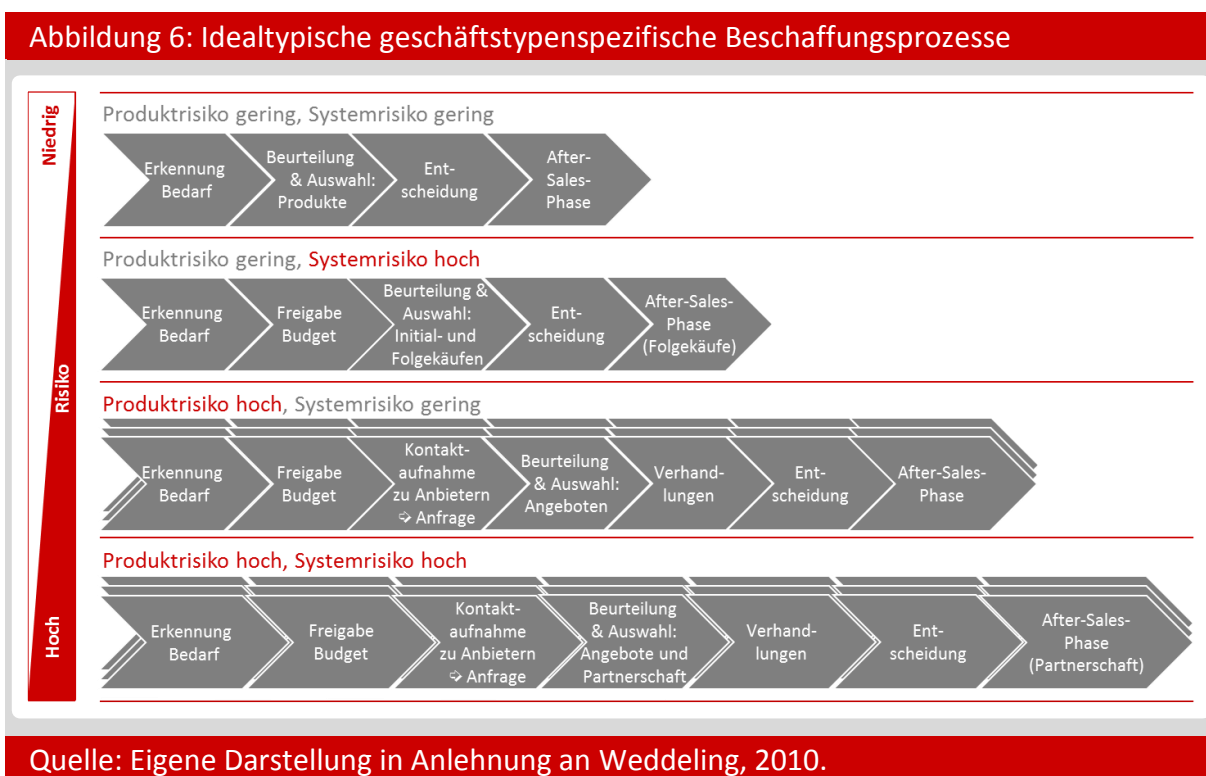 Abbildung 6: Idealtypische geschäftstypenspezifische Beschaffungsprozesse
Niedrig
Risiko
Hoch
Produktrisiko gering, Systemrisiko gering
Erkennung
Bedarf
Beurteilung
& Auswahl:
Produkte
Ent-
scheidung
After-
Sales-
Phase
Produktrisiko gering, Systemrisiko hoch
Erkennung
Bedarf
Freigabe
Budget
Beurteilung &
Auswahl:
Initial- und
Folgekäufen
Ent-
scheidung
After-Sales-
Phase
(Folgekäufe)
Produktrisiko hoch, Systemrisiko gering
Erkennung
Bedarf
Freigabe
Budget
Kontakt-
aufnahme
zu Anbietern
➪ Anfrage
Beurteilung
& Auswahl:
Angeboten
Verhand-
lungen
Ent-
scheidung
After-Sales-
Phase
Produktrisiko hoch, Systemrisiko hoch
Erkennung
Bedarf
Freigabe
Budget
Kontakt-
aufnahme
zu Anbietern
➪ Anfrage
Beurteilung
& Auswahl:
Angebote und
Partnerschaft
Verhand-
lungen
Ent-
scheidung
After-Sales-
Phase
(Partnerschaft)
Quelle: Eigene Darstellung in Anlehnung an Weddeling, 2010.